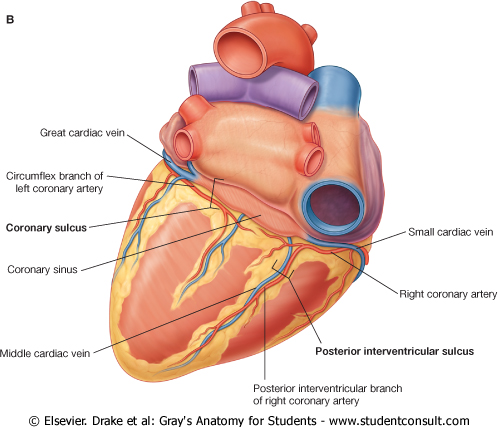 B
Great cardiac vein
Circumflex branch of
left coronary artery
Coronary sulcus
Coronary sinus
Middle cardiac vein
Small cardiac vein
Right coronary artery
Posterior interventricular sulcus
Posterior interventricular branch
of right coronary artery
© Elsevier. Drake et al: Gray's Anatomy for Students - www.studentconsult.com